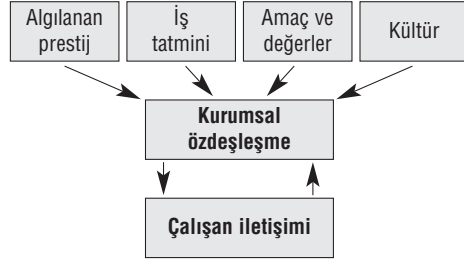 Algılanan
prestij
İş
tatmini
Amaç ve
değerler
Kültür
Kurumsal
özdeşleşme
Çalışan iletişimi